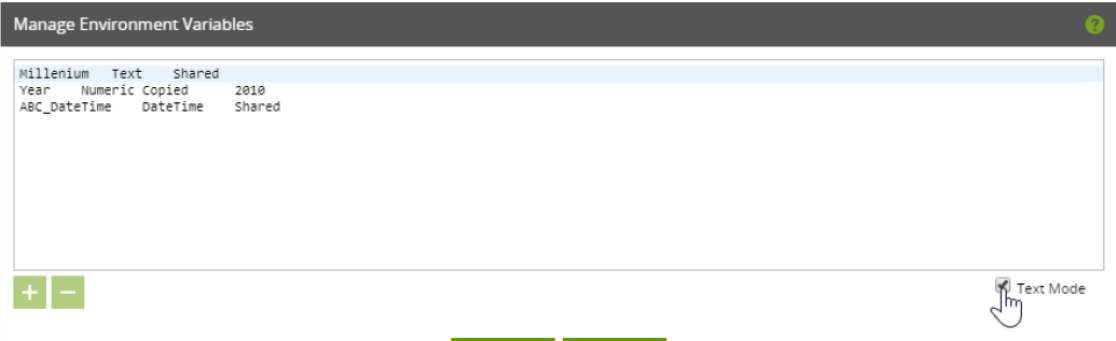 Manage Environment Variables
?
Millenium Text Shared
Year Numeric Copied 2010
ABC_DateTime DateTime Shared
+ −
Text Mode